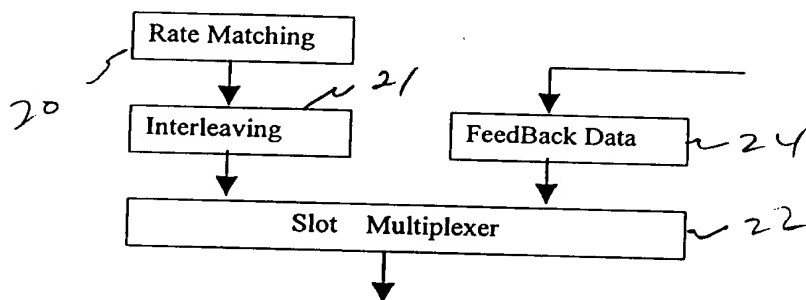 Rate Matching
20
21
Interleaving
FeedBack Data
24
Slot Multiplexer
22